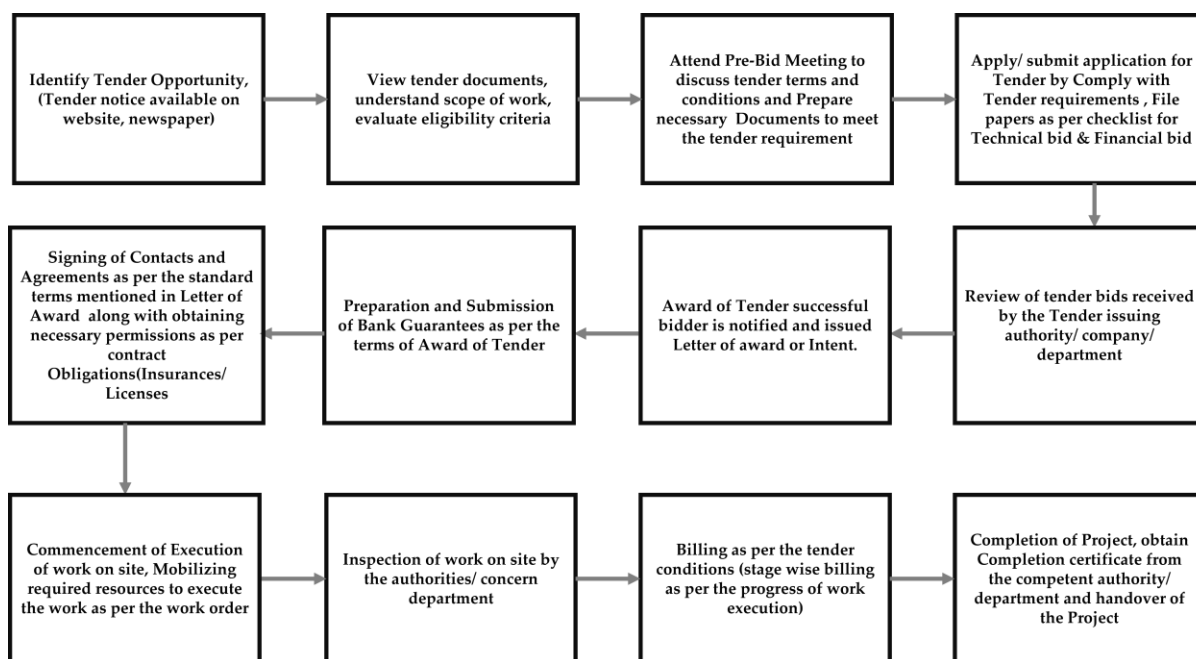 Identify Tender Opportunity,
(Tender notice available on
website, newspaper)
View tender documents,
understand scope of work,
evaluate eligibility criteria
Attend Pre-Bid Meeting to
discuss tender terms and
conditions and Prepare
necessary Documents to meet
the tender requirement
Apply/ submit application for
Tender by Comply with
Tender requirements , File
papers as per checklist for
Technical bid & Financial bid
Review of tender bids received
by the Tender issuing
authority/ company/
department
Award of Tender successful
bidder is notified and issued
Letter of award or Intent.
Preparation and Submission
of Bank Guarantees as per the
terms of Award of Tender
Signing of Contacts and
Agreements as per the standard
terms mentioned in Letter of
Award along with obtaining
necessary permissions as per
contract
Obligations(Insurances/
Licenses
Commencement of Execution
of work on site, Mobilizing
required resources to execute
the work as per the work order
Inspection of work on site by
the authorities/ concern
department
Billing as per the tender
conditions (stage wise billing
as per the progress of work
execution)
Completion of Project, obtain
Completion certificate from
the competent authority/
department and handover of
the Project